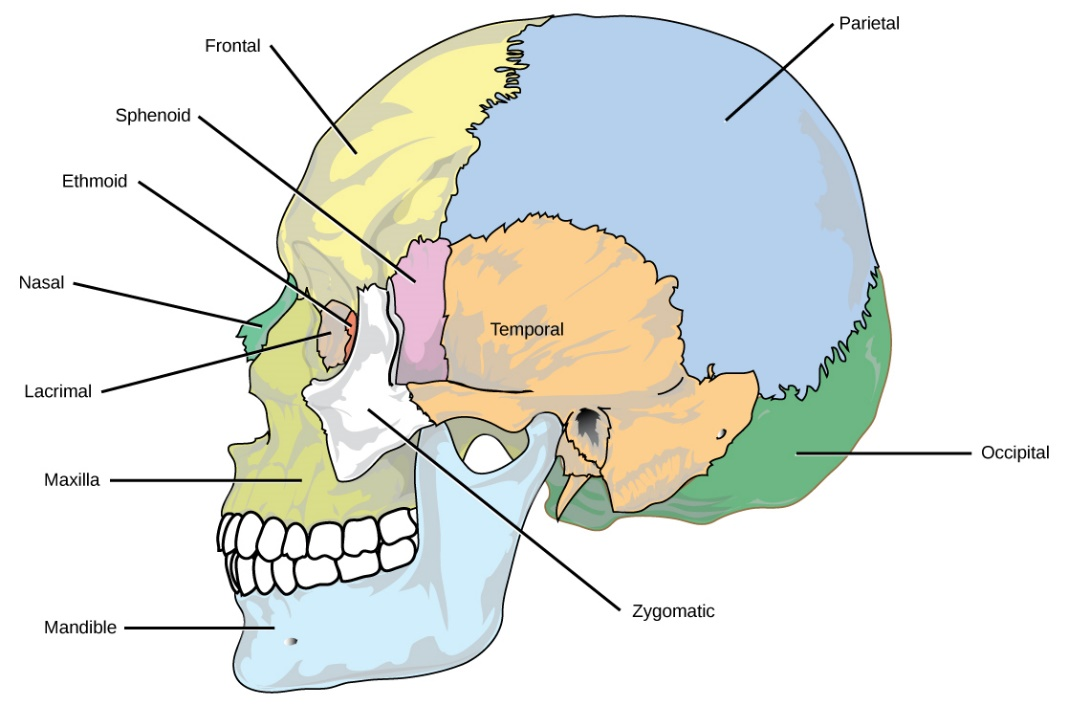 Parietal
Frontal
Sphenoid
Ethmoid
Nasal
Temporal
Lacrimal
Occipital
Maxilla
Zygomatic
Mandible